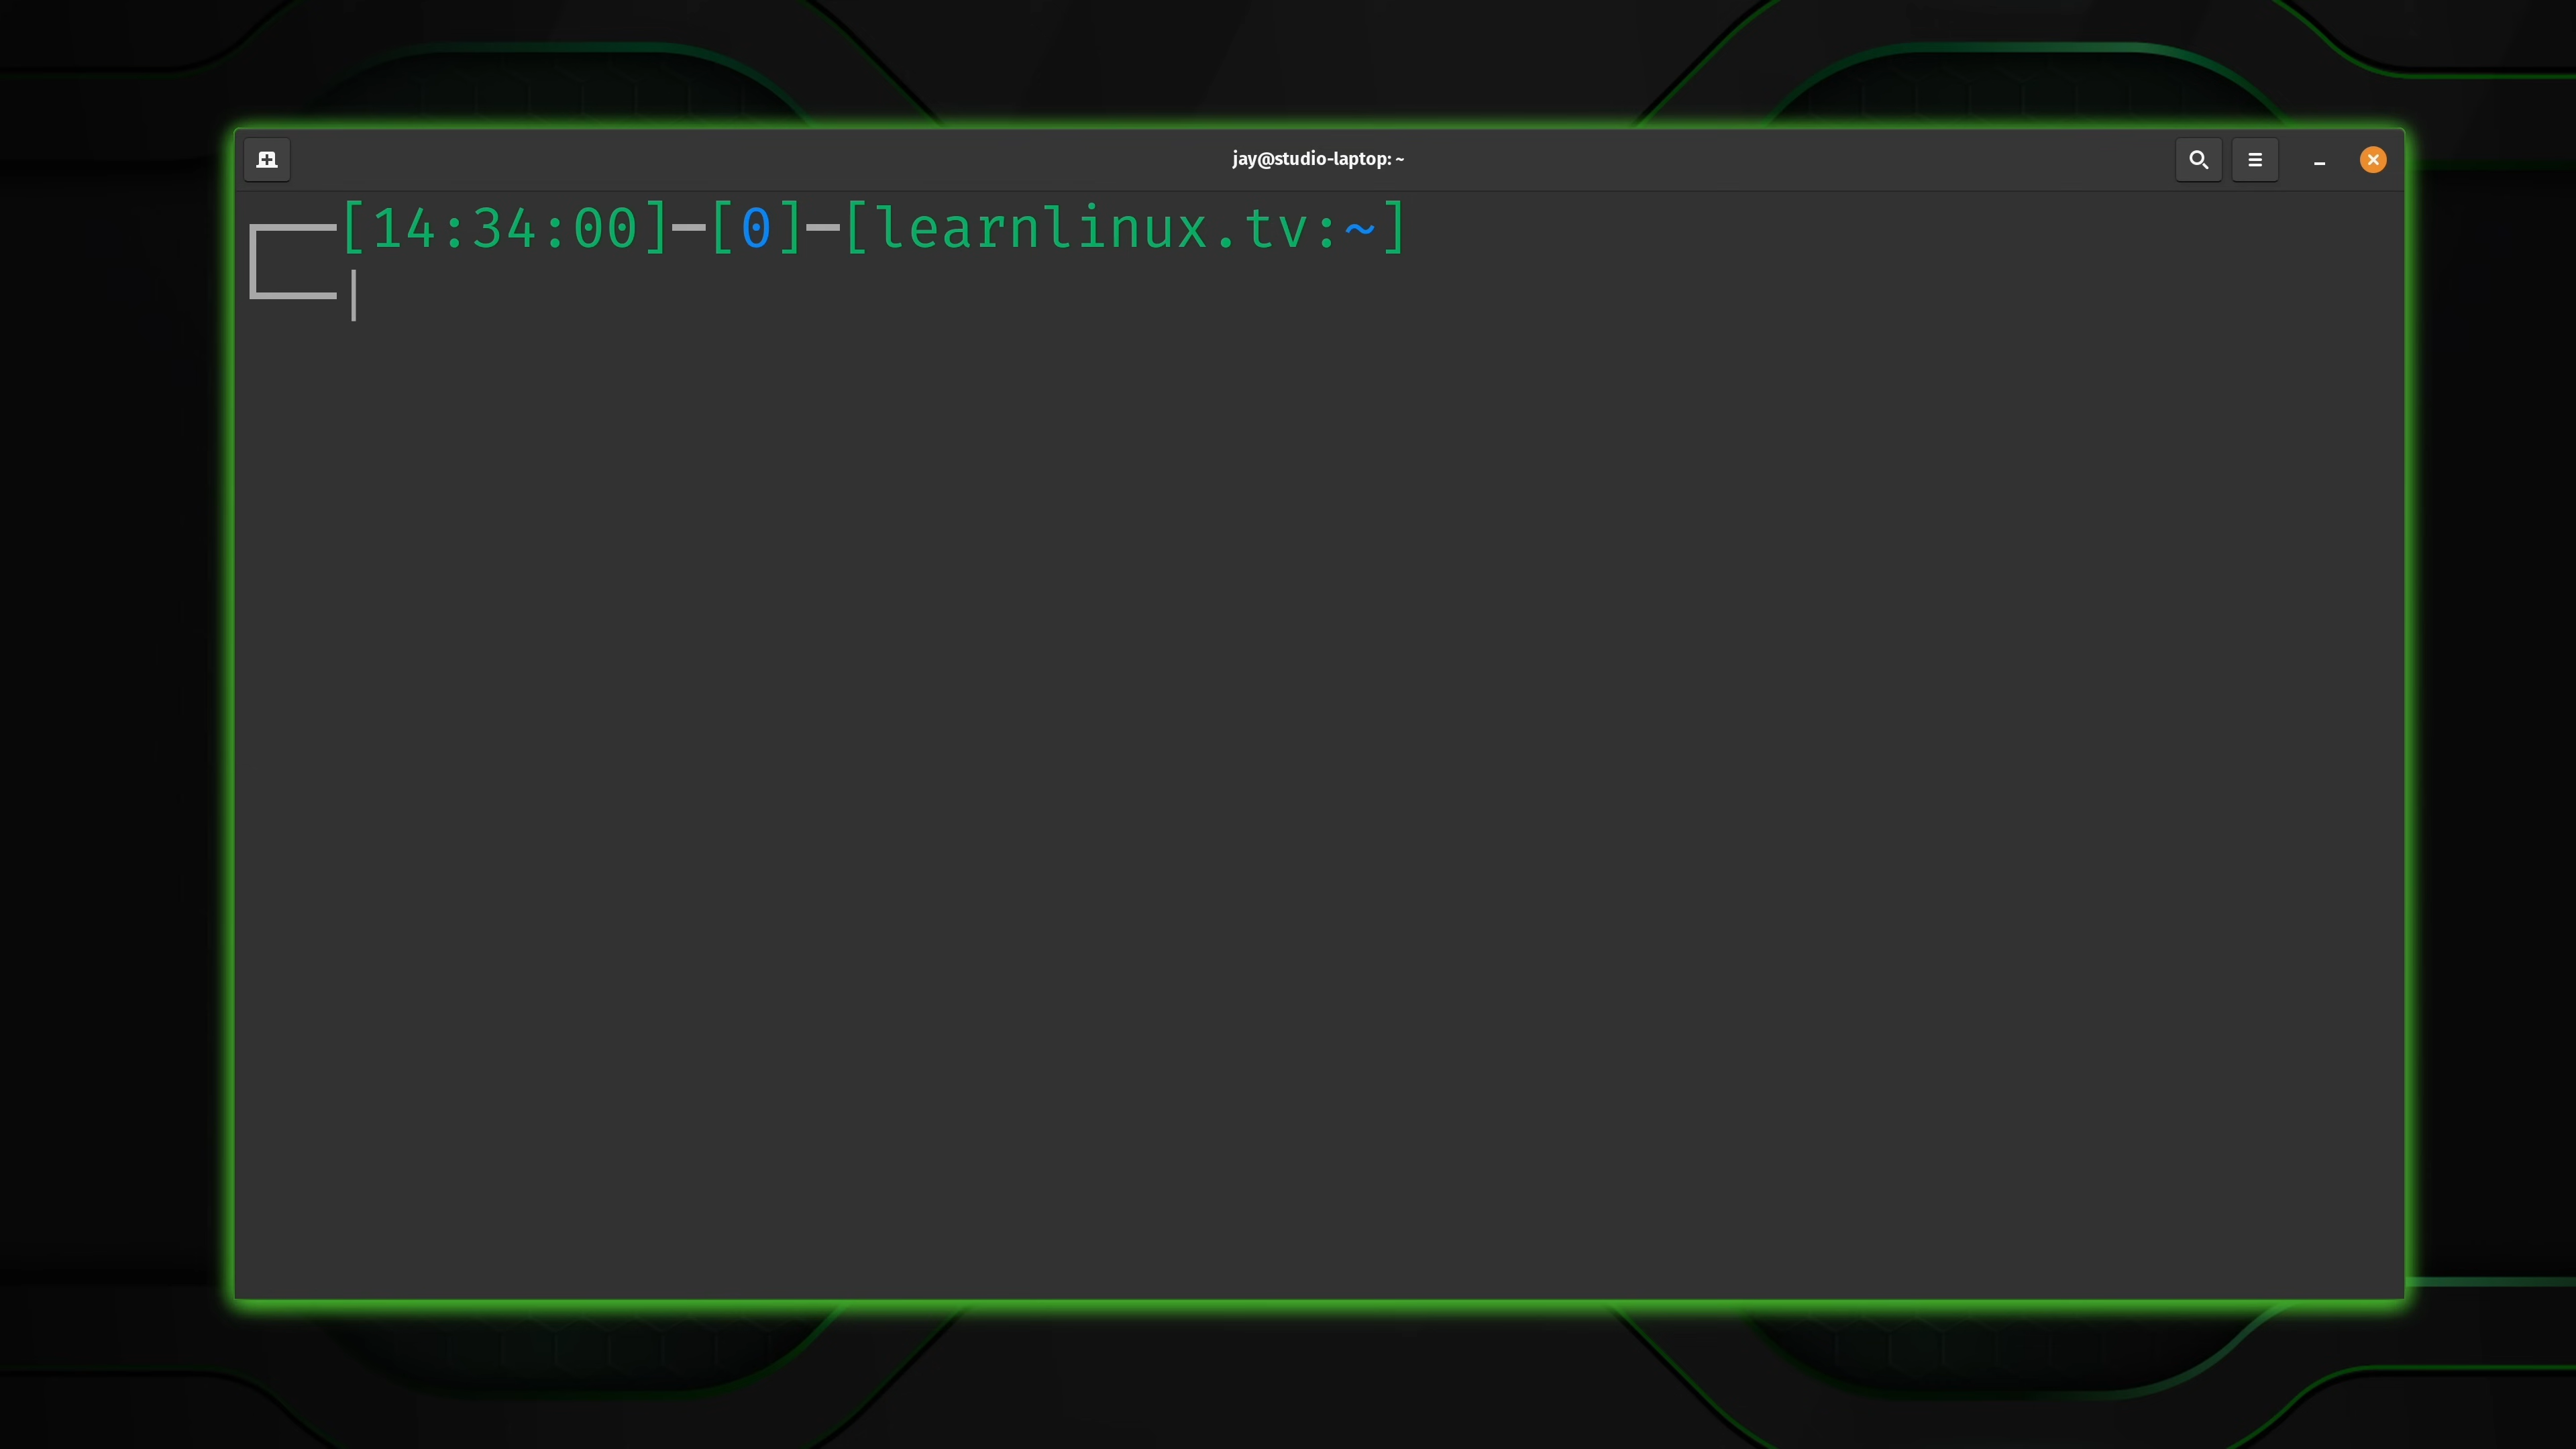 jay@studio-laptop: ~
┌──[14:34:00]─[0]─[learnlinux.tv:~]
└──